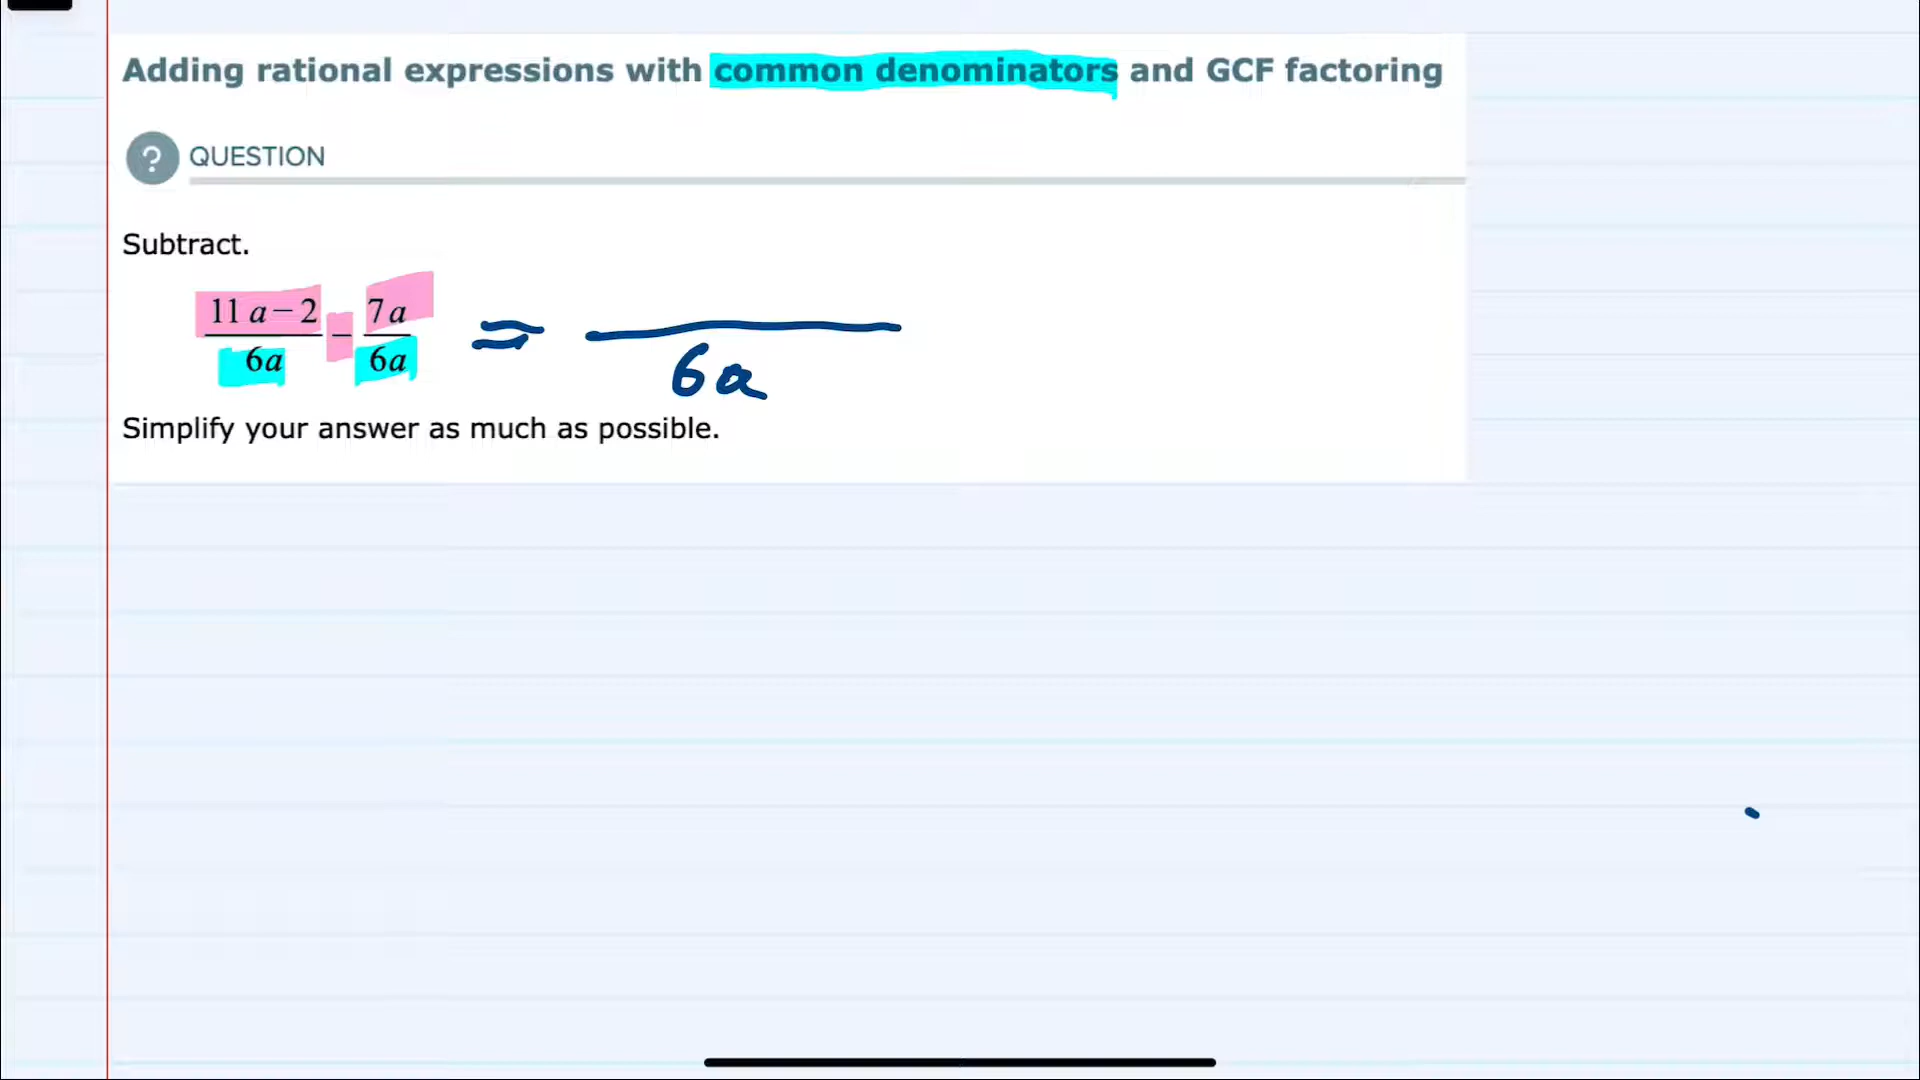 Adding rational expressions with common denominators and GCF factoring
? QUESTION
Subtract.
11a-2/6a - 7a/6a = /6a
Simplify your answer as much as possible.